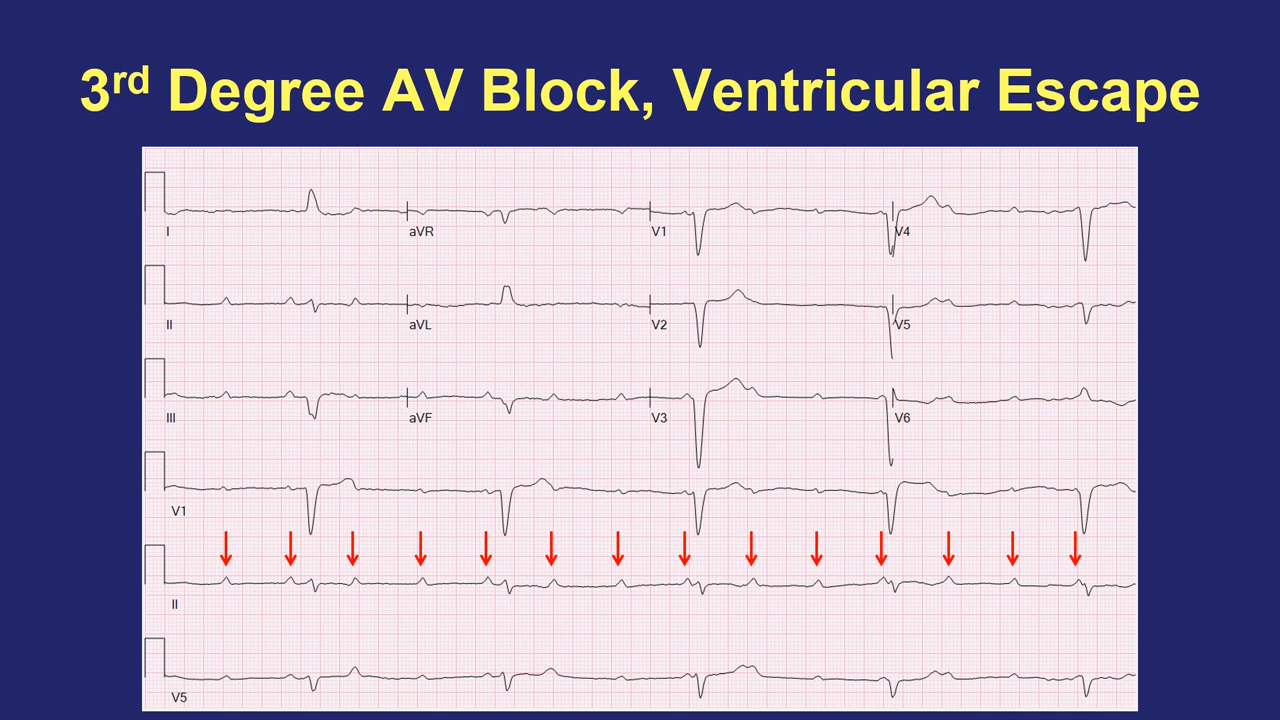 3rd Degree AV Block, Ventricular Escape
I aVR V1 V4
II aVL V2 V5
III aVF V3 V6
V1
II
V5